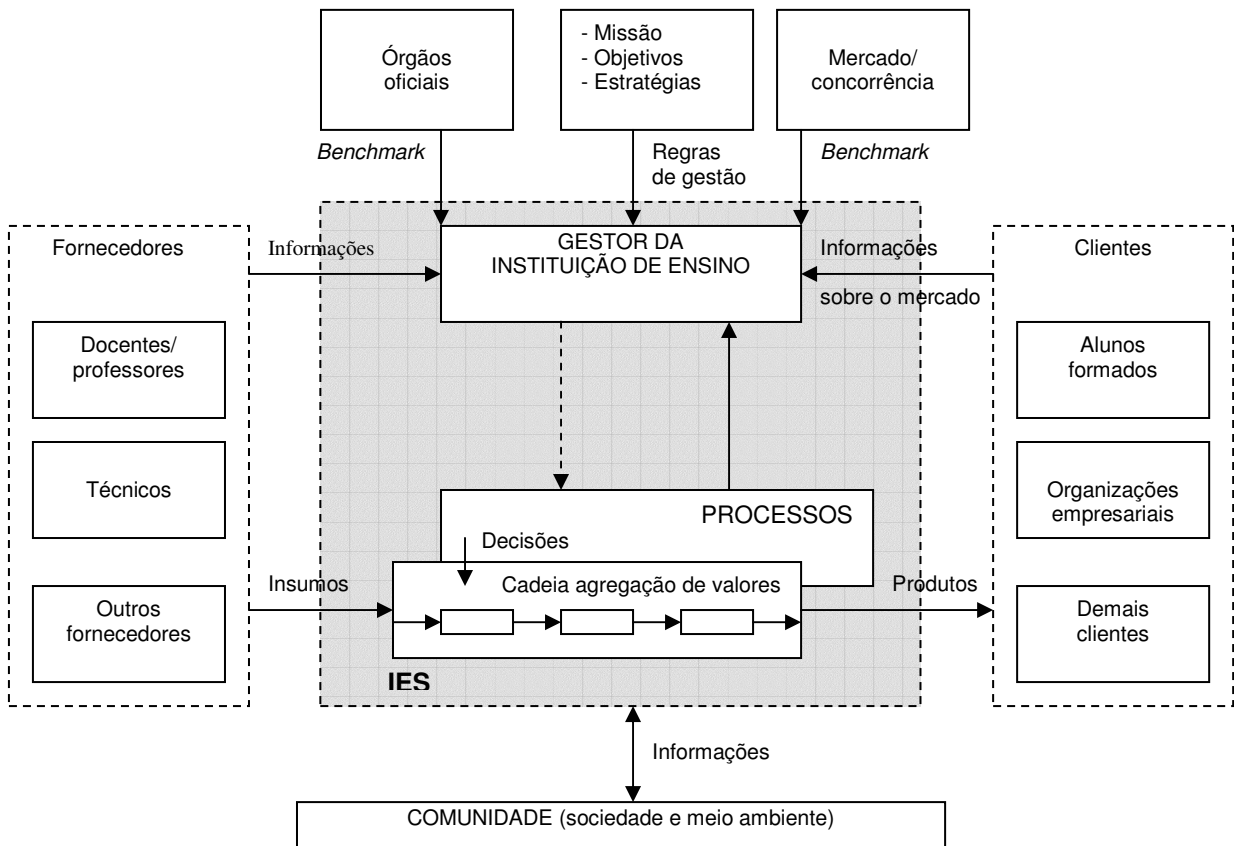 Órgãos
oficiais
- Missão
- Objetivos
- Estratégias
Mercado/
concorrência
Benchmark
Regras
de gestão
Benchmark
Fornecedores
Informações
GESTOR DA
INSTITUIÇÃO DE ENSINO
Informações
sobre o mercado
Clientes
Docentes/
professores
Alunos
formados
Técnicos
Organizações
empresariais
PROCESSOS
Decisões
Insumos
Cadeia agregação de valores
Produtos
Outros
fornecedores
Demais
clientes
IES
Informações
COMUNIDADE (sociedade e meio ambiente)